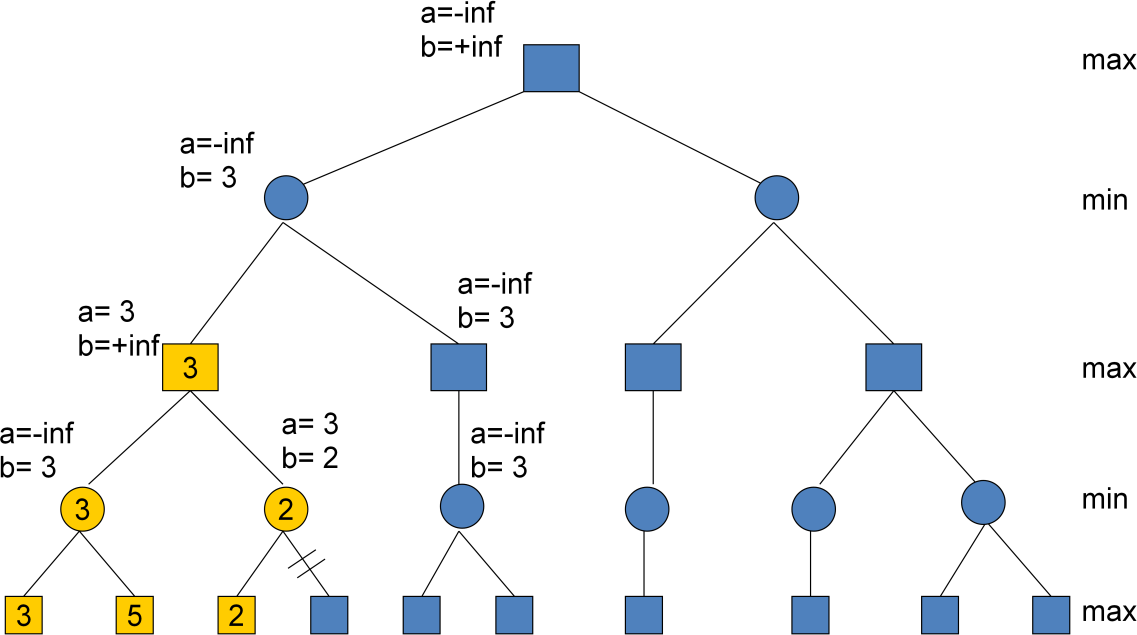 a=-inf
b=+inf
max
a=-inf
b= 3
min
a= 3
b=+inf
a=-inf
b= 3
3
max
a=-inf
b= 3
a= 3
b= 2
a=-inf
b= 3
3
2
min
3
5
2
max